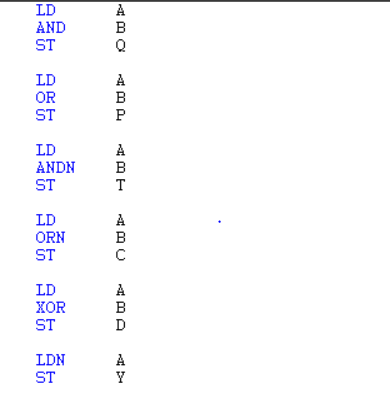 LD A
AND B
ST Q
LD A
OR B
ST P
LD A
ANDN B
ST T
LD A
ORN B
ST C
LD A
XOR B
ST D
LDN A
ST Y